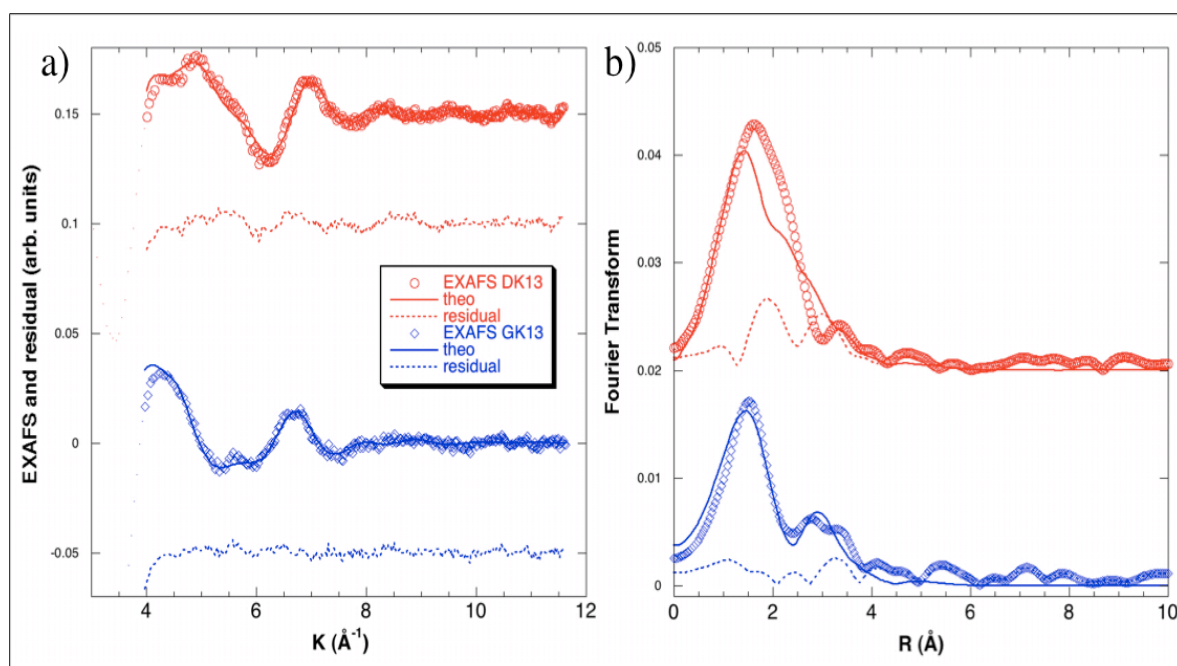 a)
EXAFS and residual (arb. units)
0.15
0.1
0.05
0
-0.05
4
6
8
10
12
K (Å⁻¹)
EXAFS DK13
theo
residual
EXAFS GK13
theo
residual
b)
Fourier Transform
0.05
0.04
0.03
0.02
0.01
0
0
2
4
6
8
10
R (Å)